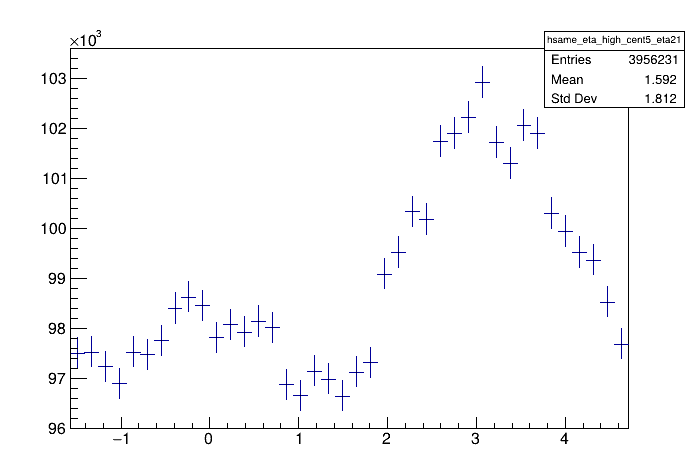 ×10³
hsame_eta_high_cent5_eta21
Entries 3956231
Mean 1.592
Std Dev 1.812
103
102
101
100
99
98
97
96
−1 0 1 2 3 4